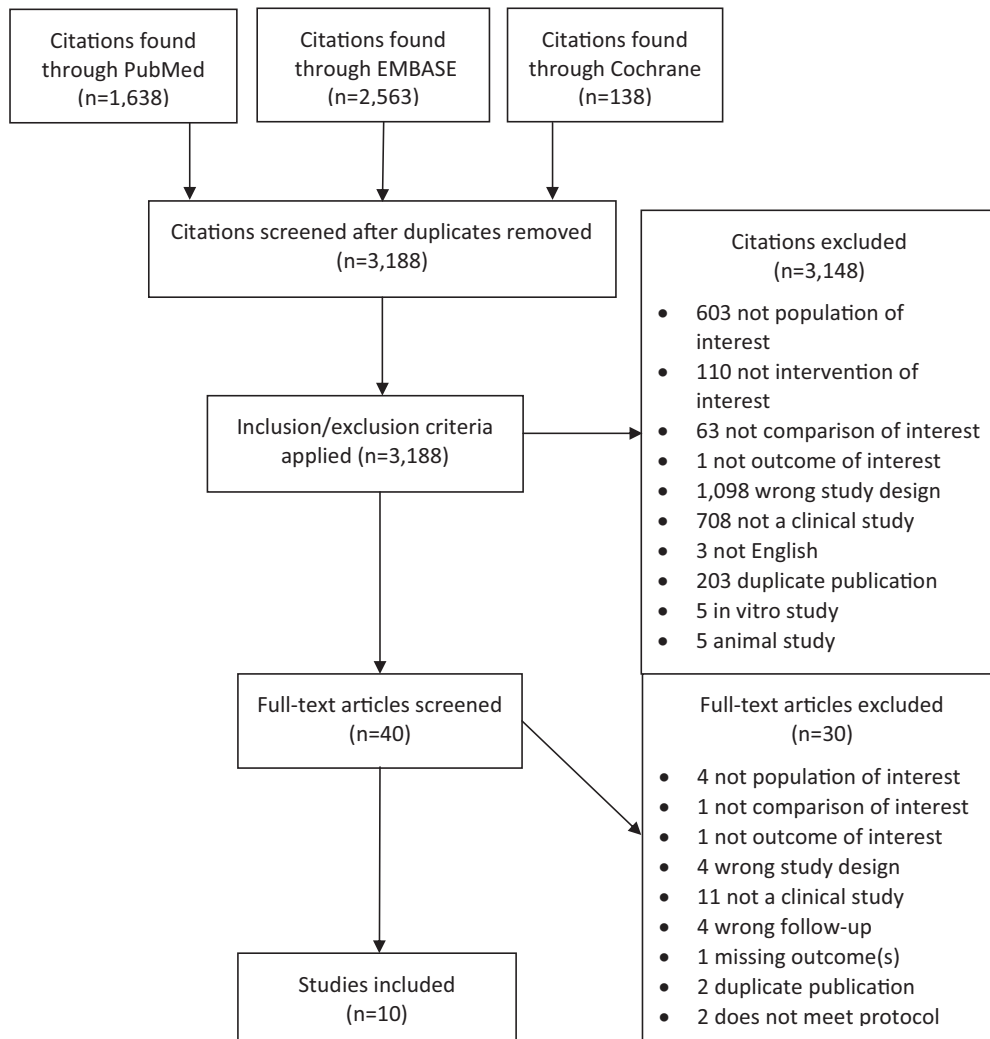 Citations found
through PubMed
(n=1,638)
Citations found
through EMBASE
(n=2,563)
Citations found
through Cochrane
(n=138)
Citations screened after duplicates removed
(n=3,188)
Inclusion/exclusion criteria
applied (n=3,188)
Citations excluded
(n=3,148)
• 603 not population of
interest
• 110 not intervention of
interest
• 63 not comparison of interest
• 1 not outcome of interest
• 1,098 wrong study design
• 708 not a clinical study
• 3 not English
• 203 duplicate publication
• 5 in vitro study
• 5 animal study
Full-text articles screened
(n=40)
Full-text articles excluded
(n=30)
• 4 not population of interest
• 1 not comparison of interest
• 1 not outcome of interest
• 4 wrong study design
• 11 not a clinical study
• 4 wrong follow-up
• 1 missing outcome(s)
• 2 duplicate publication
• 2 does not meet protocol
Studies included
(n=10)